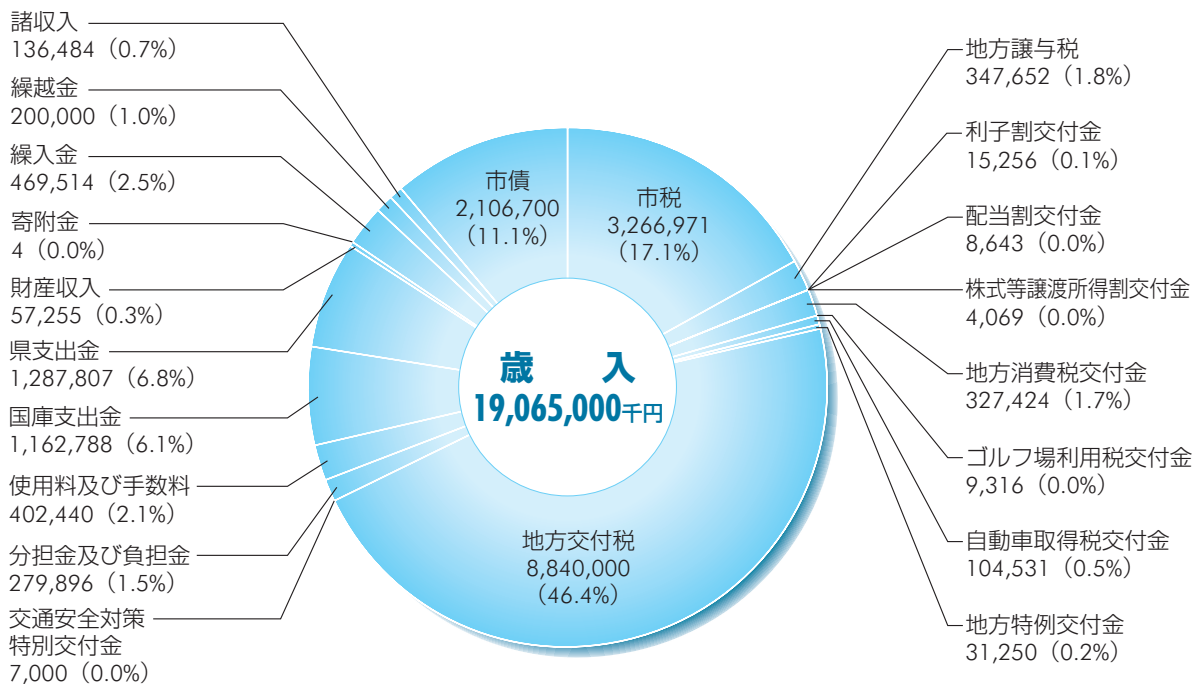 諸収入
136,484（0.7%）
繰越金
200,000（1.0%）
繰入金
469,514（2.5%）
寄附金
4（0.0%）
財産収入
57,255（0.3%）
県支出金
1,287,807（6.8%）
国庫支出金
1,162,788（6.1%）
使用料及び手数料
402,440（2.1%）
分担金及び負担金
279,896（1.5%）
交通安全対策
特別交付金
7,000（0.0%）
市債
2,106,700
（11.1%）
市税
3,266,971
（17.1%）
歳　入
19,065,000千円
地方交付税
8,840,000
（46.4%）
地方譲与税
347,652（1.8%）
利子割交付金
15,256（0.1%）
配当割交付金
8,643（0.0%）
株式等譲渡所得割交付金
4,069（0.0%）
地方消費税交付金
327,424（1.7%）
ゴルフ場利用税交付金
9,316（0.0%）
自動車取得税交付金
104,531（0.5%）
地方特例交付金
31,250（0.2%）